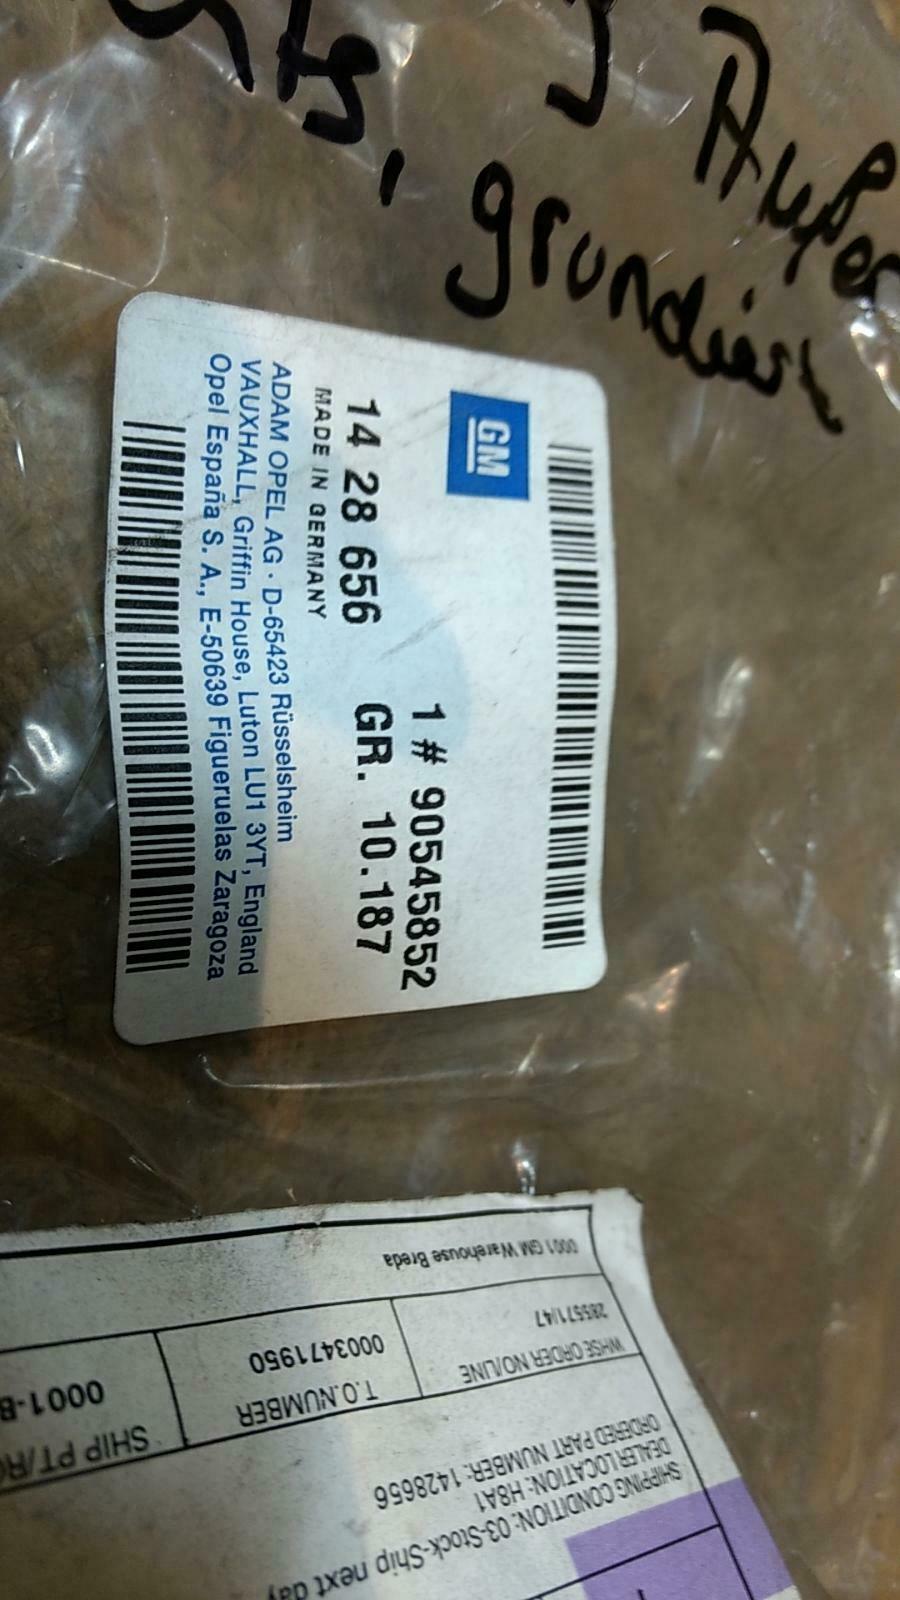 Außen
grundiert
GM
1 # 90545852
14 28 656 GR. 10.187
MADE IN GERMANY
ADAM OPEL AG · D-65423 Rüsselsheim
VAUXHALL, Griffin House, Luton LU1 3YT, England
Opel España S. A., E-50639 Figueruelas Zaragoza
SHIPPING CONDITION: 03-Stock-Ship next day
DEALER LOCATION: H8A1
ORDERED PART NUMBER: 1428656
WHSE ORDER NO/LINE T.O.NUMBER SHIP PT/
285571/47 0003471950 0001-B
0001 GM Warehouse Breda